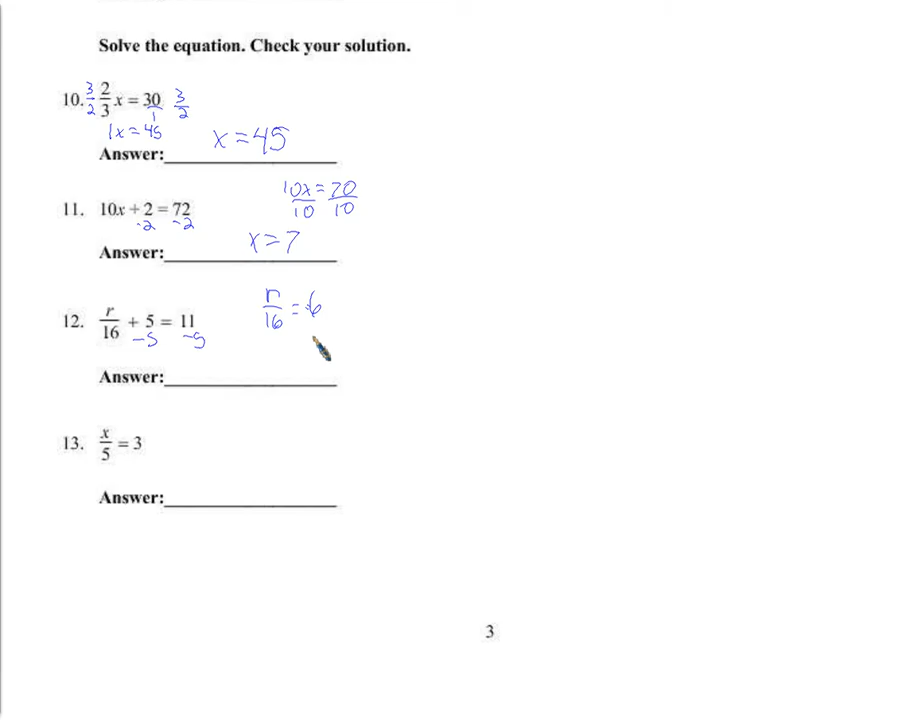 Solve the equation. Check your solution.
10. 3/2 2/3 x = 30/1 3/2
1x = 45
x = 45
Answer:
10x = 70
10 10
11. 10x + 2 = 72
-2 -2
x = 7
Answer:
r/16 = 6
12. r/16 + 5 = 11
-5 -5
Answer:
13. x/5 = 3
Answer:
3